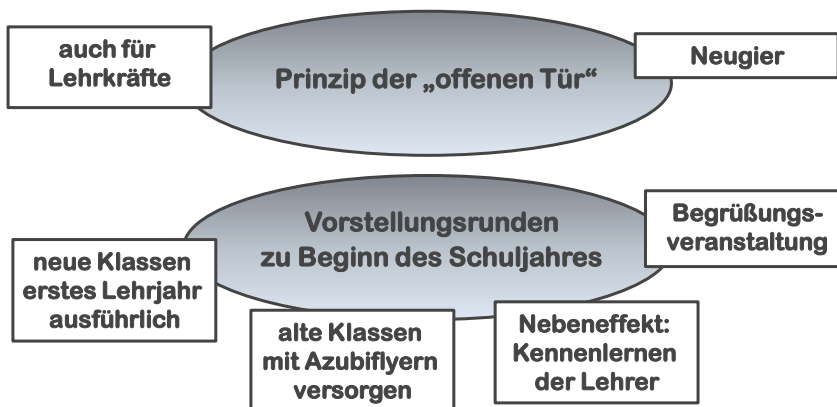 auch für
Lehrkräfte
Prinzip der „offenen Tür“
Neugier
Vorstellungsrunden
zu Beginn des Schuljahres
Begrüßungs-
veranstaltung
neue Klassen
erstes Lehrjahr
ausführlich
alte Klassen
mit Azubiflyern
versorgen
Nebeneffekt:
Kennenlernen
der Lehrer